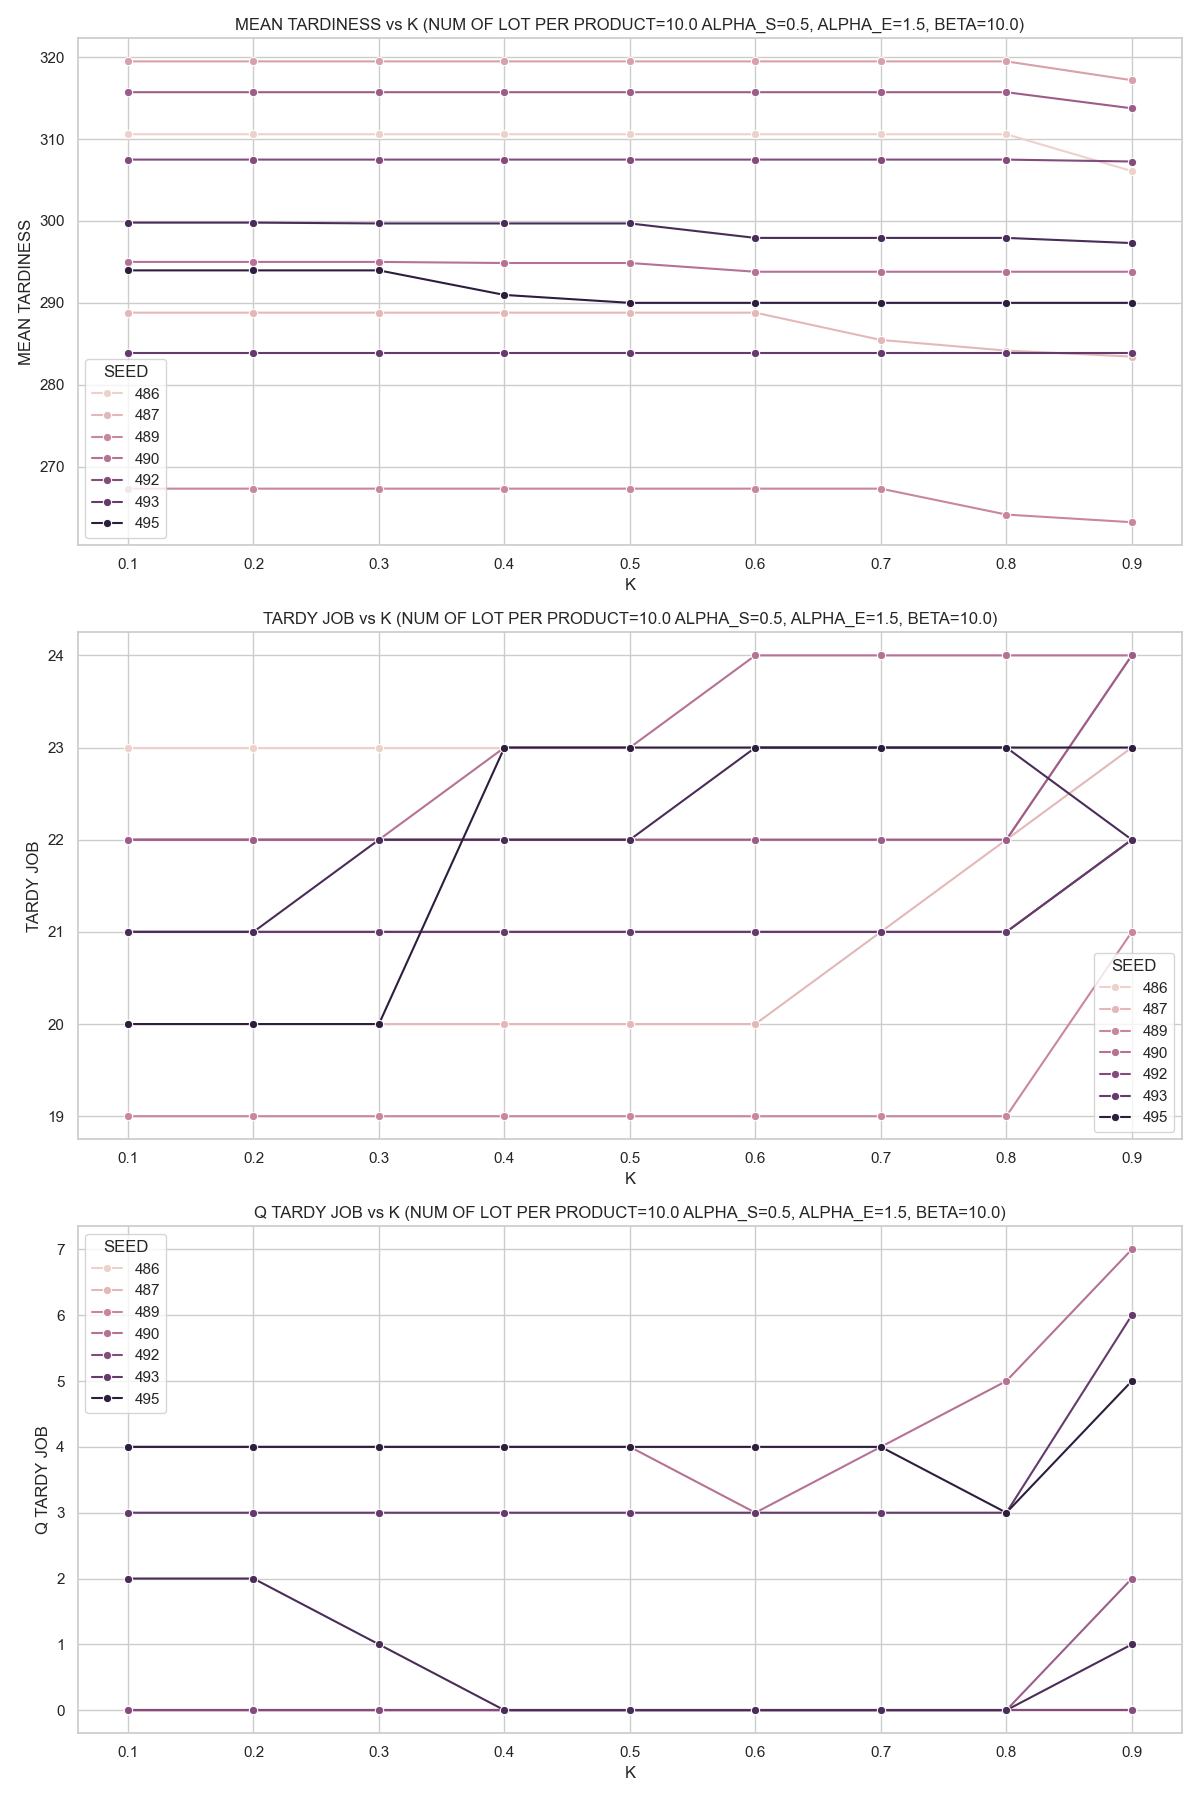 MEAN TARDINESS vs K (NUM OF LOT PER PRODUCT=10.0 ALPHA_S=0.5, ALPHA_E=1.5, BETA=10.0)
320
310
300
290
280
270
MEAN TARDINESS
SEED
486
487
489
490
492
493
495
0.1 0.2 0.3 0.4 0.5 0.6 0.7 0.8 0.9
K
TARDY JOB vs K (NUM OF LOT PER PRODUCT=10.0 ALPHA_S=0.5, ALPHA_E=1.5, BETA=10.0)
24
23
22
21
20
19
TARDY JOB
SEED
486
487
489
490
492
493
495
0.1 0.2 0.3 0.4 0.5 0.6 0.7 0.8 0.9
K
Q TARDY JOB vs K (NUM OF LOT PER PRODUCT=10.0 ALPHA_S=0.5, ALPHA_E=1.5, BETA=10.0)
7
6
5
4
3
2
1
0
Q TARDY JOB
SEED
486
487
489
490
492
493
495
0.1 0.2 0.3 0.4 0.5 0.6 0.7 0.8 0.9
K